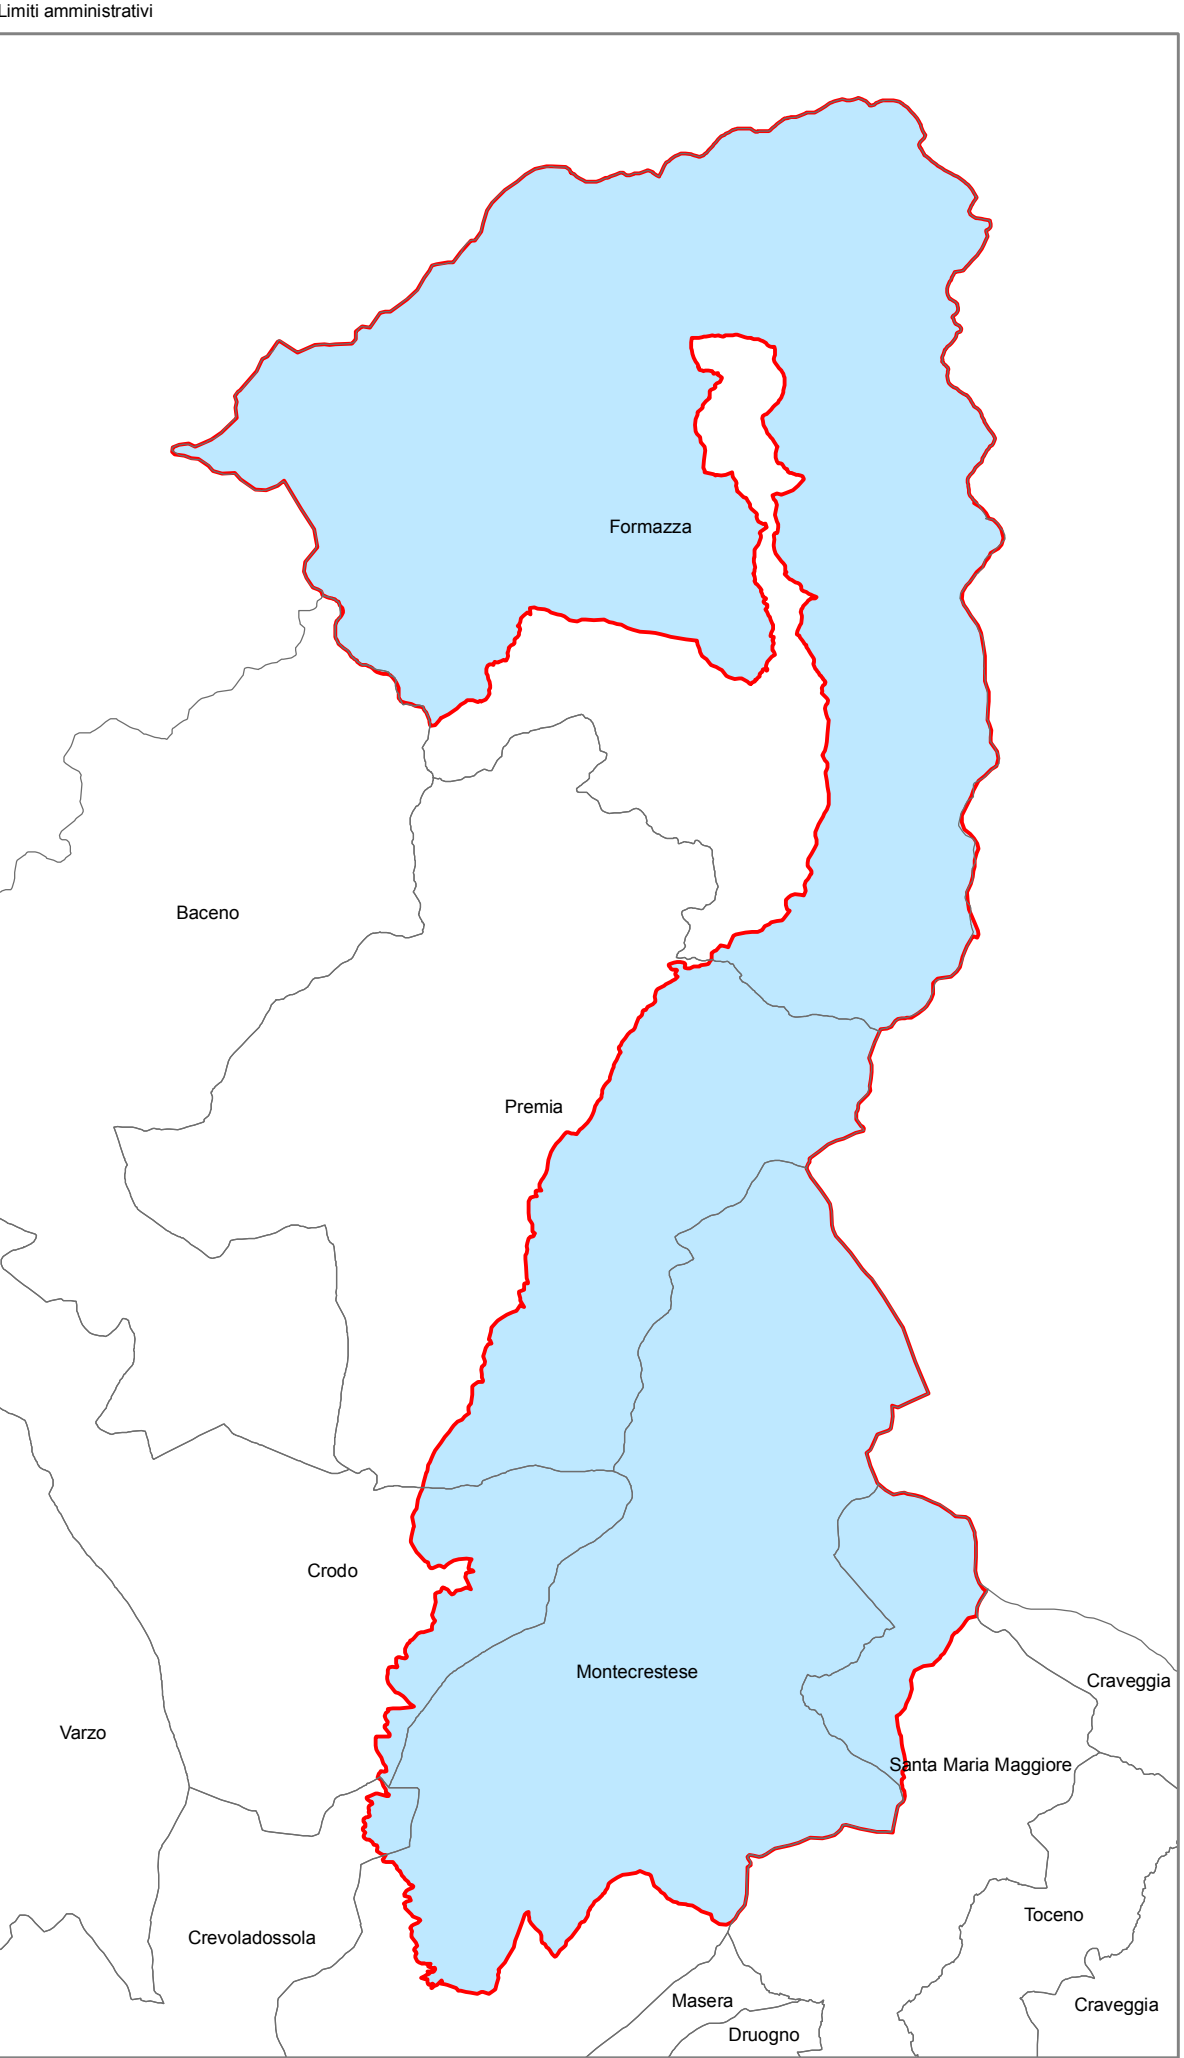 Limiti amministrativi
Formazza
Baceno
Premia
Crodo
Montecrestese
Craveggia
Varzo
Santa Maria Maggiore
Toceno
Crevoladossola
Masera
Craveggia
Druogno